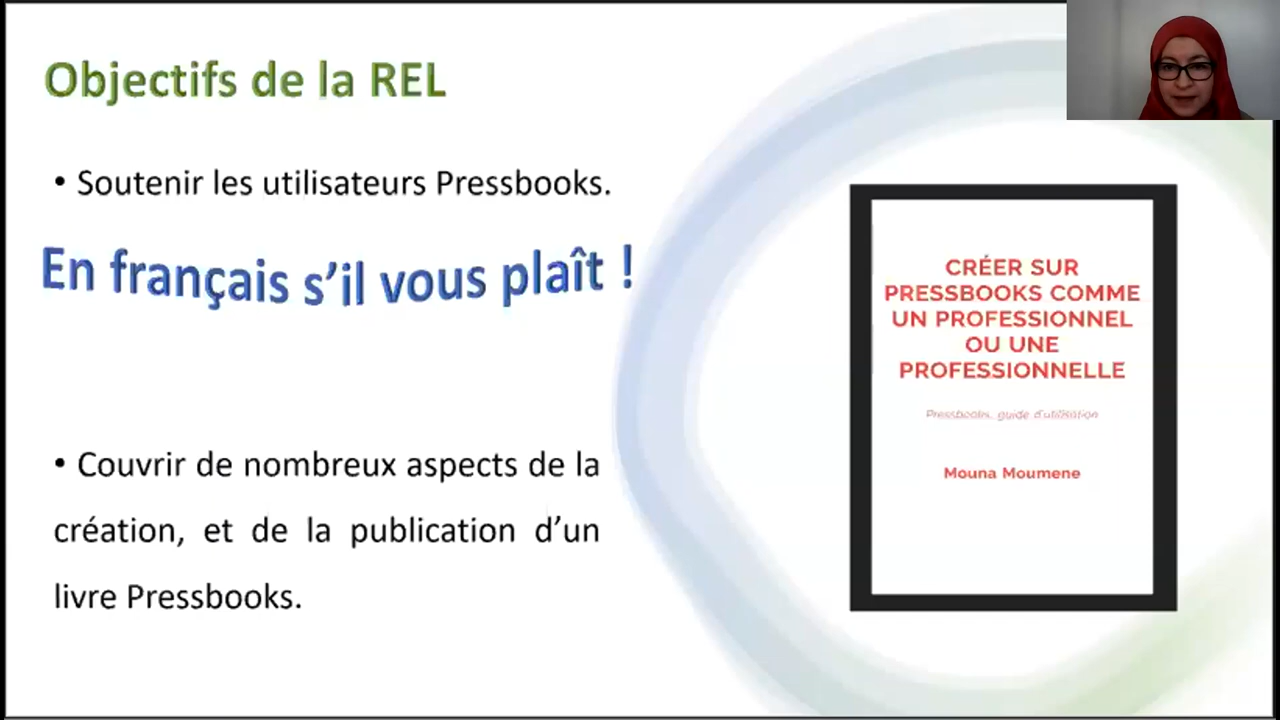 Objectifs de la REL
• Soutenir les utilisateurs Pressbooks.
En français s’il vous plaît !
• Couvrir de nombreux aspects de la
création, et de la publication d’un
livre Pressbooks.
CRÉER SUR
PRESSBOOKS COMME
UN PROFESSIONNEL
OU UNE
PROFESSIONNELLE
Pressbooks, guide d'utilisation
Mouna Moumene